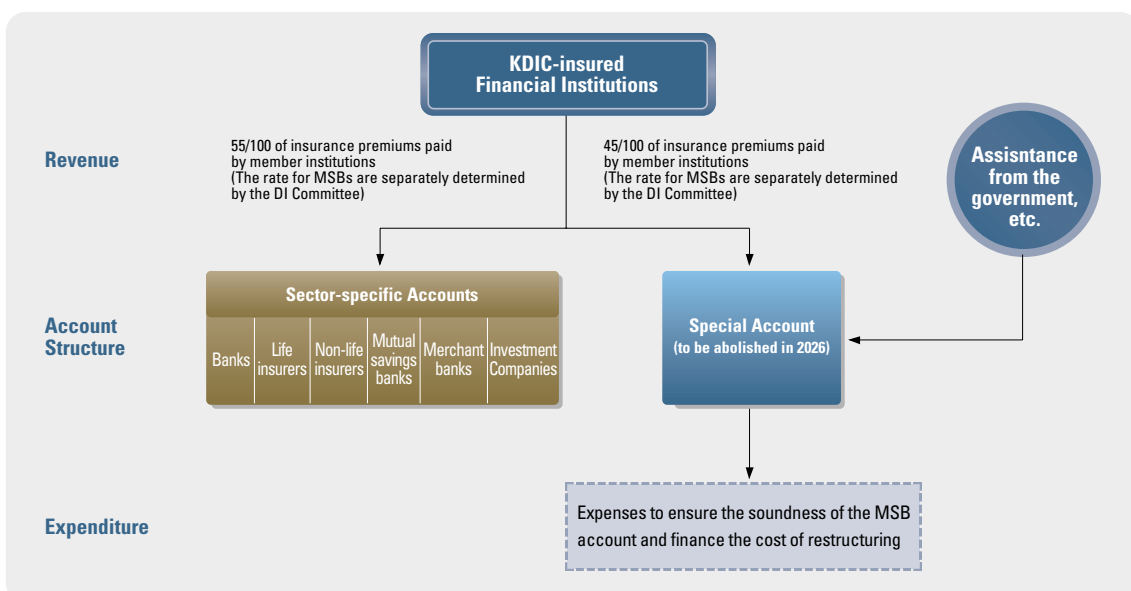 KDIC-insured
Financial Institutions
Revenue
55/100 of insurance premiums paid
by member institutions
(The rate for MSBs are separately determined
by the DI Committee)
45/100 of insurance premiums paid
by member institutions
(The rate for MSBs are separately determined
by the DI Committee)
Assisntance
from the
government,
etc.
Account
Structure
Sector-specific Accounts
Banks
Life
insurers
Non-life
insurers
Mutual
savings
banks
Merchant
banks
Investment
Companies
Special Account
(to be abolished in 2026)
Expenditure
Expenses to ensure the soundness of the MSB
account and finance the cost of restructuring